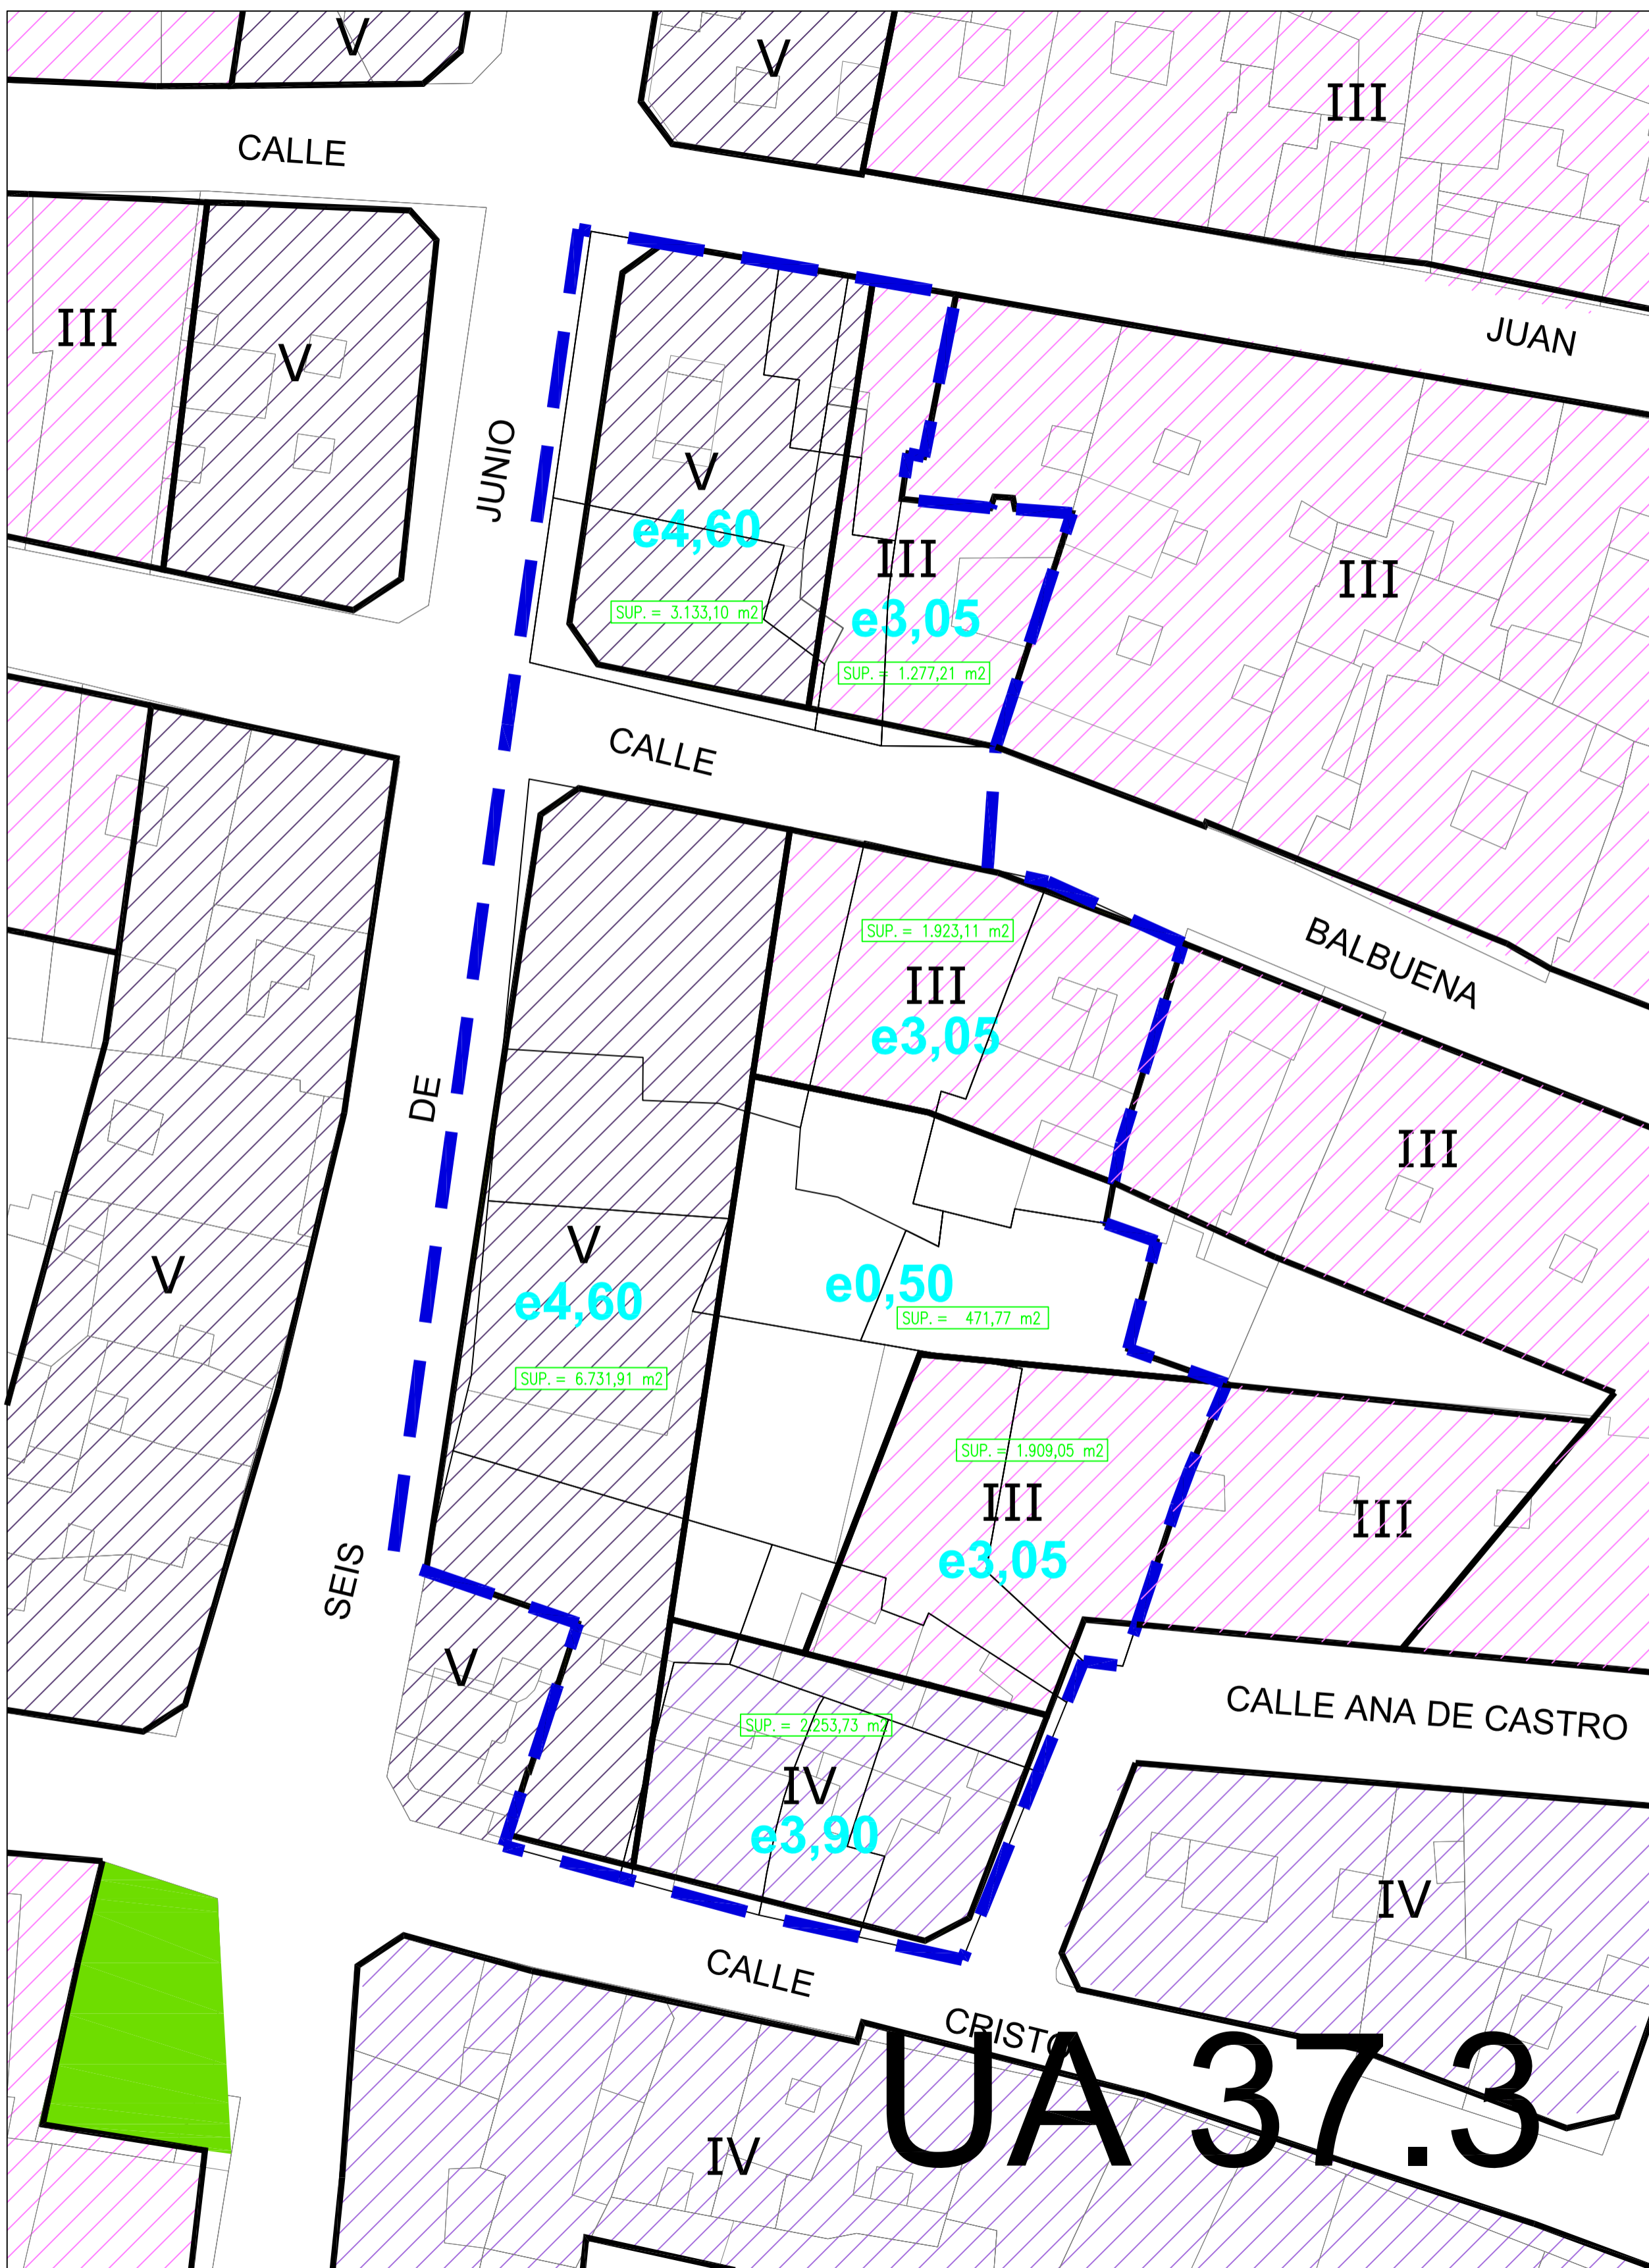 V
V
III
CALLE
III
V
JUAN
JUNIO
V
e4,60
SUP. = 3.133,10 m2
III
e3,05
SUP. = 1.277,21 m2
III
CALLE
BALBUENA
SUP. = 1.923,11 m2
III
e3,05
DE
III
V
V
e4,60
SUP. = 6.731,91 m2
e0,50
SUP. = 471,77 m2
SUP. = 1.909,05 m2
III
e3,05
III
SEIS
V
CALLE ANA DE CASTRO
SUP. = 2.253,73 m2
IV
e3,90
IV
CALLE
CRISTO
UA 37.3
IV